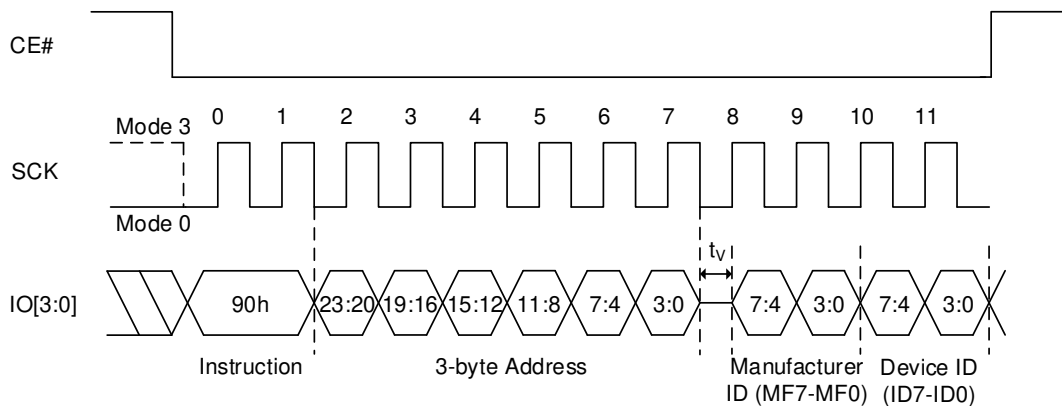 CE#
0 1 2 3 4 5 6 7 8 9 10 11
Mode 3
SCK
Mode 0
tV
IO[3:0]
90h 23:20 19:16 15:12 11:8 7:4 3:0 7:4 3:0 7:4 3:0
Instruction 3-byte Address Manufacturer Device ID
ID (MF7-MF0) (ID7-ID0)